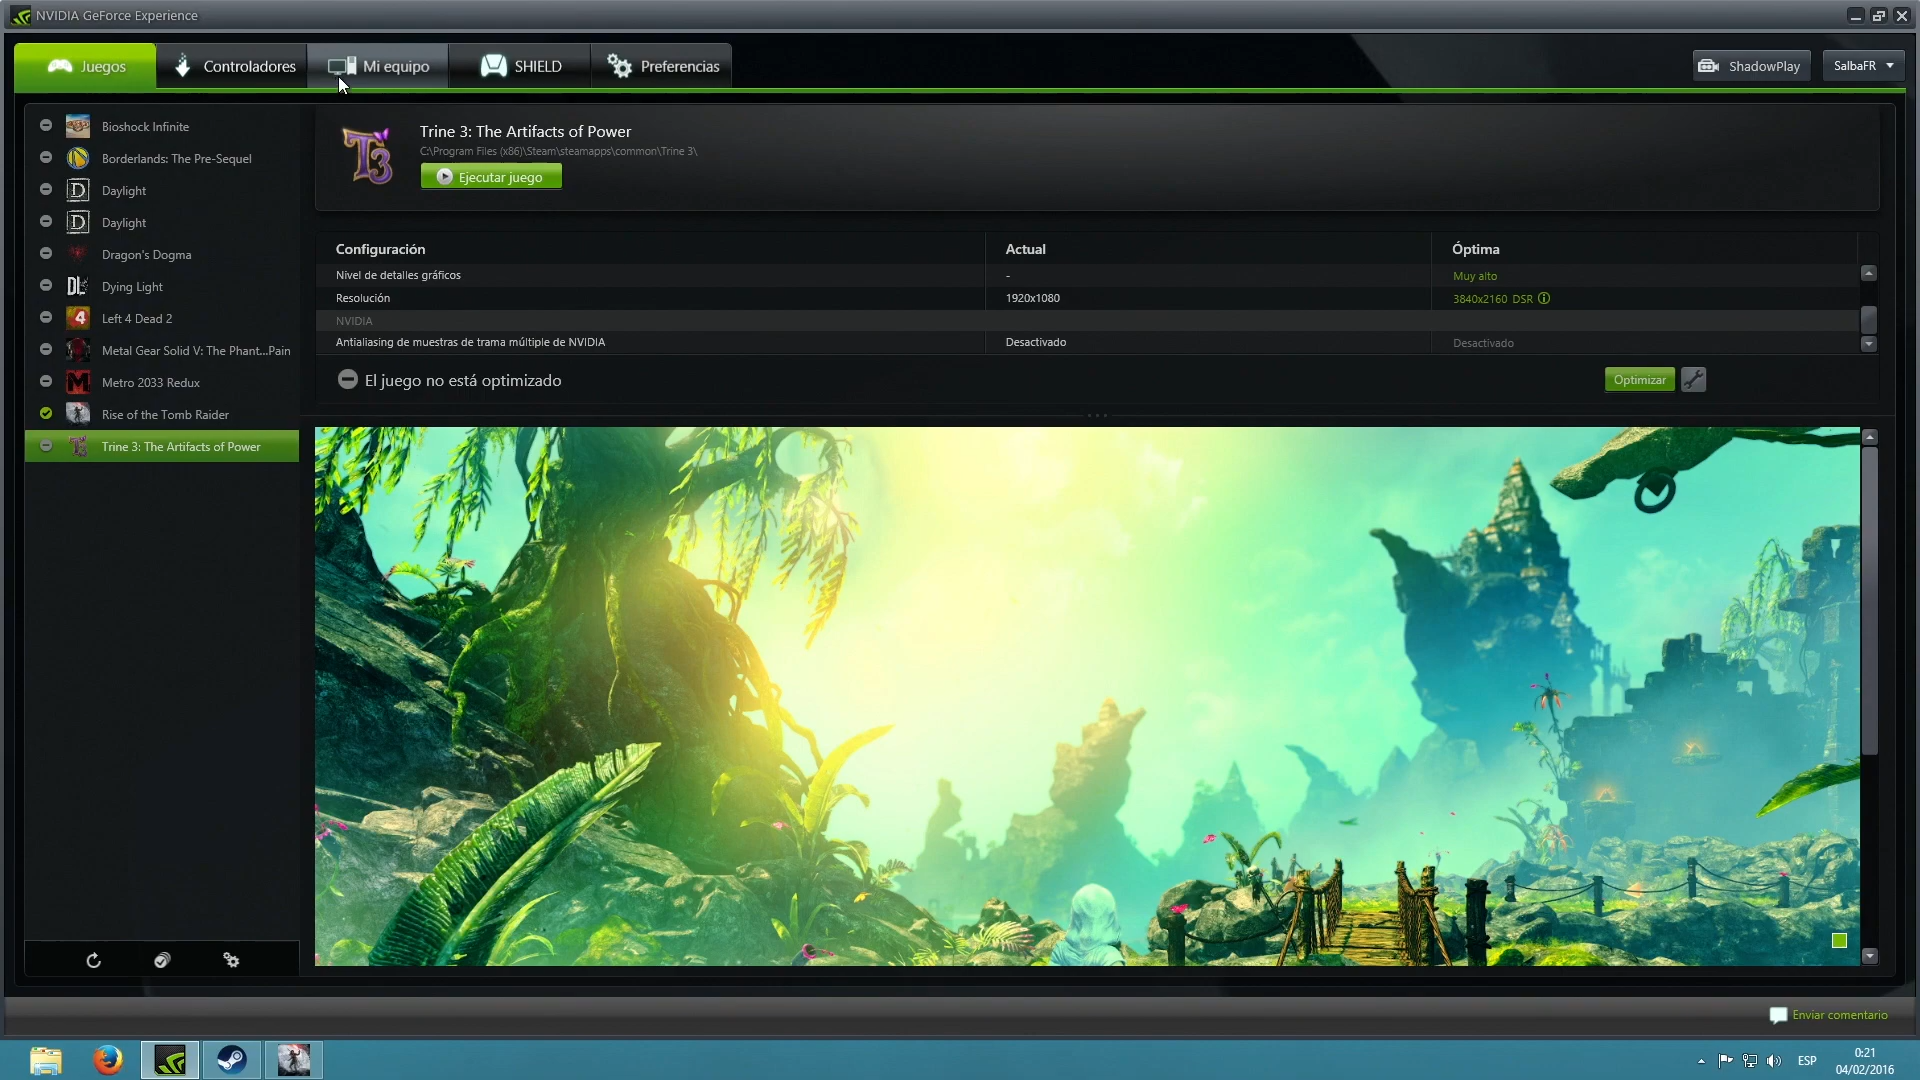 NVIDIA GeForce Experience
Juegos
Controladores
Mi equipo
SHIELD
Preferencias
ShadowPlay
SalbaFR
Bioshock Infinite
Borderlands: The Pre-Sequel
Daylight
Daylight
Dragon's Dogma
Dying Light
Left 4 Dead 2
Metal Gear Solid V: The Phant...Pain
Metro 2033 Redux
Rise of the Tomb Raider
Trine 3: The Artifacts of Power
Trine 3: The Artifacts of Power
C:\Program Files (x86)\Steam\steamapps\common\Trine 3\
Ejecutar juego
Configuración Actual Óptima
Nivel de detalles gráficos - Muy alto
Resolución 1920x1080 3840x2160 DSR
NVIDIA
Antialiasing de muestras de trama múltiple de NVIDIA Desactivado Desactivado
El juego no está optimizado
Optimizar
Enviar comentario
ESP
0:21
04/02/2016